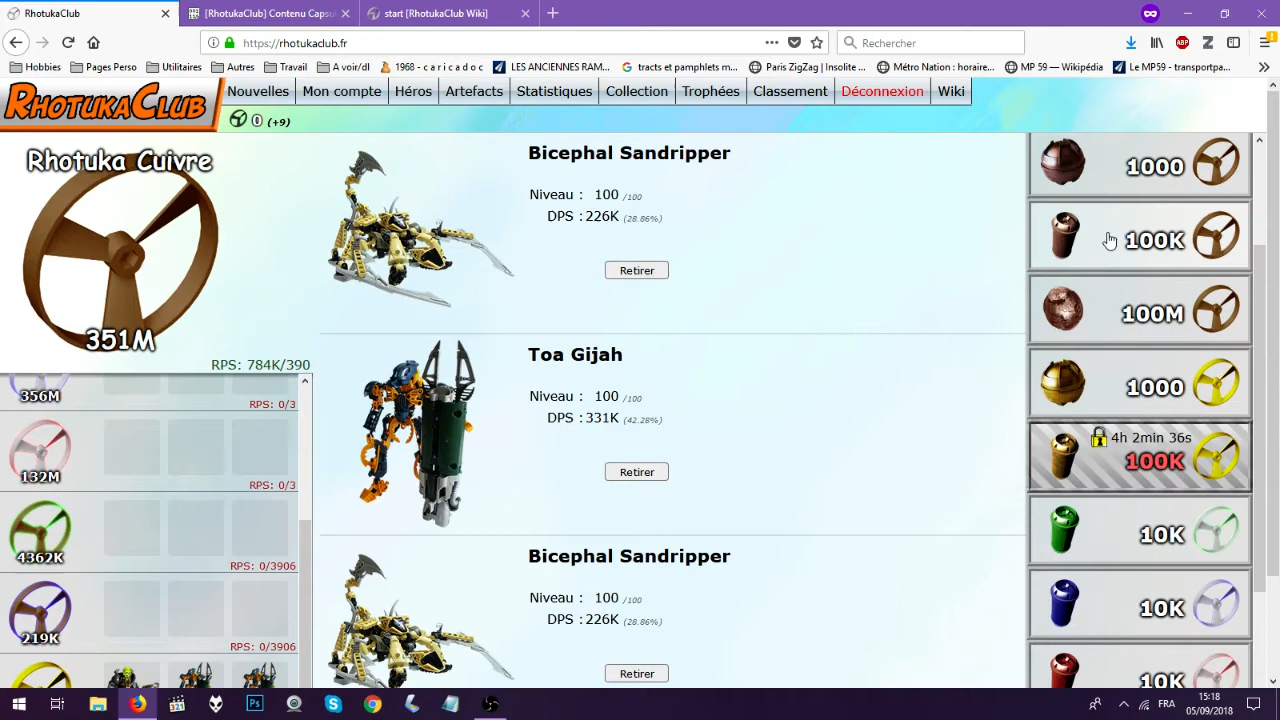 RhotukaClub
[RhotukaClub] Contenu Capsul
start [RhotukaClub Wiki]
https://rhotukaclub.fr
Rechercher
Hobbies
Pages Perso
Utilitaires
Autres
Travail
A voir/dl
1968 - c a r i c a d o c
LES ANCIENNES RAM...
tracts et pamphlets m...
Paris ZigZag | Insolite ...
Métro Nation : horaire...
MP 59 — Wikipédia
Le MP59 - transportpa...
RHOTUKACLUB
Nouvelles
Mon compte
Héros
Artefacts
Statistiques
Collection
Trophées
Classement
Déconnexion
Wiki
0 (+9)
Rhotuka Cuivre
351M
RPS: 784K/390
356M
RPS: 0/3
132M
RPS: 0/3
4362K
RPS: 0/3906
219K
RPS: 0/3906
Bicephal Sandripper
Niveau : 100 /100
DPS : 226K (28.86%)
Retirer
Toa Gijah
Niveau : 100 /100
DPS : 331K (42.28%)
Retirer
Bicephal Sandripper
Niveau : 100 /100
DPS : 226K (28.86%)
Retirer
1000
100K
100M
1000
4h 2min 36s
100K
10K
10K
10K
FRA
15:18
05/09/2018